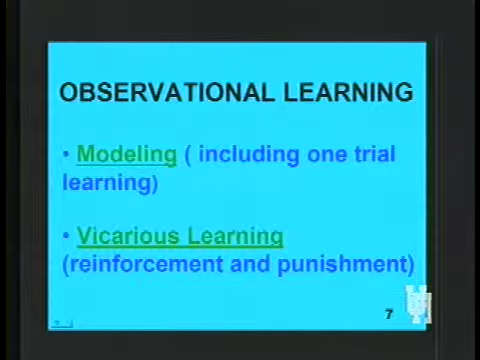 OBSERVATIONAL LEARNING
• Modeling ( including one trial
learning)
• Vicarious Learning
(reinforcement and punishment)
7